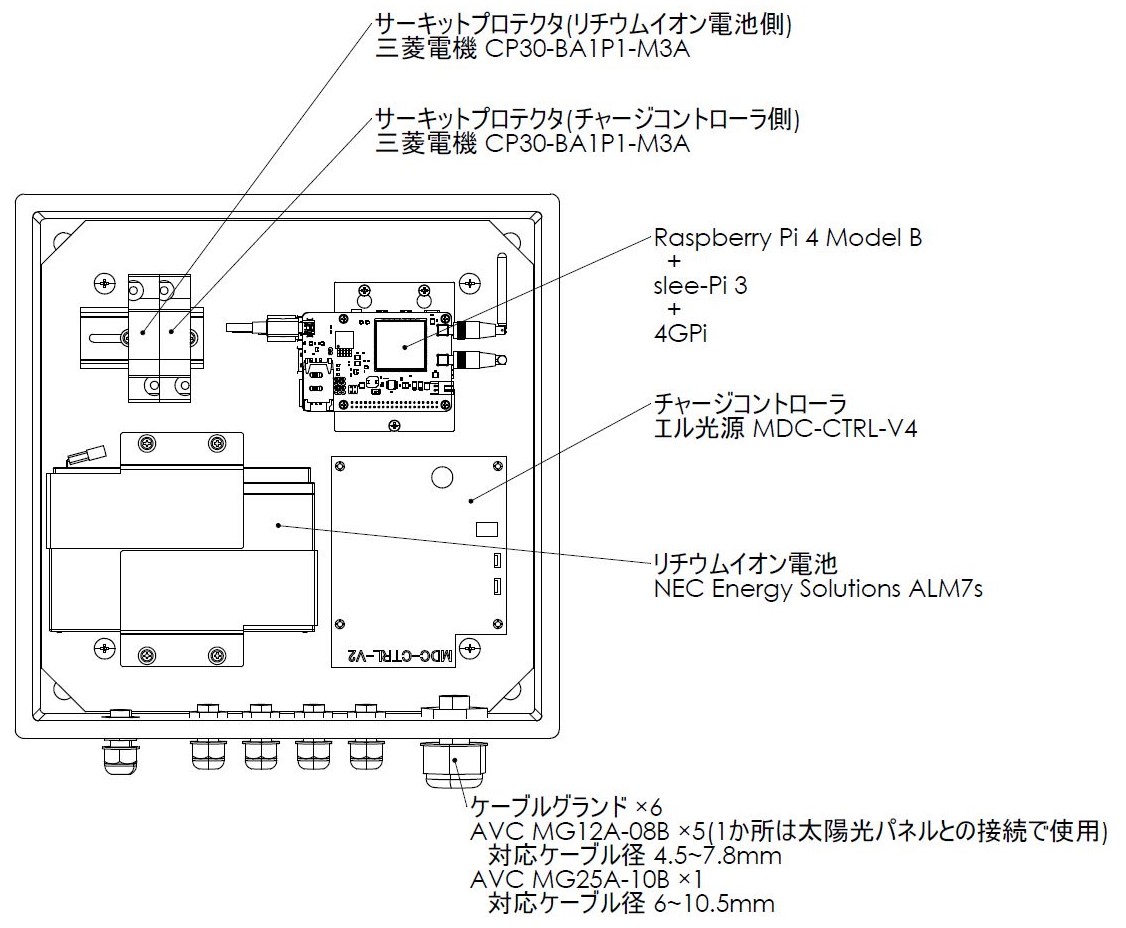 サーキットプロテクタ(リチウムイオン電池側)
三菱電機 CP30-BA1P1-M3A
サーキットプロテクタ(チャージコントローラ側)
三菱電機 CP30-BA1P1-M3A
Raspberry Pi 4 Model B
+
slee-Pi 3
+
4GPi
チャージコントローラ
エル光源 MDC-CTRL-V4
リチウムイオン電池
NEC Energy Solutions ALM7s
MDC-CTRL-V2
ケーブルグランド ×6
AVC MG12A-08B ×5(1か所は太陽光パネルとの接続で使用)
対応ケーブル径 4.5~7.8mm
AVC MG25A-10B ×1
対応ケーブル径 6~10.5mm